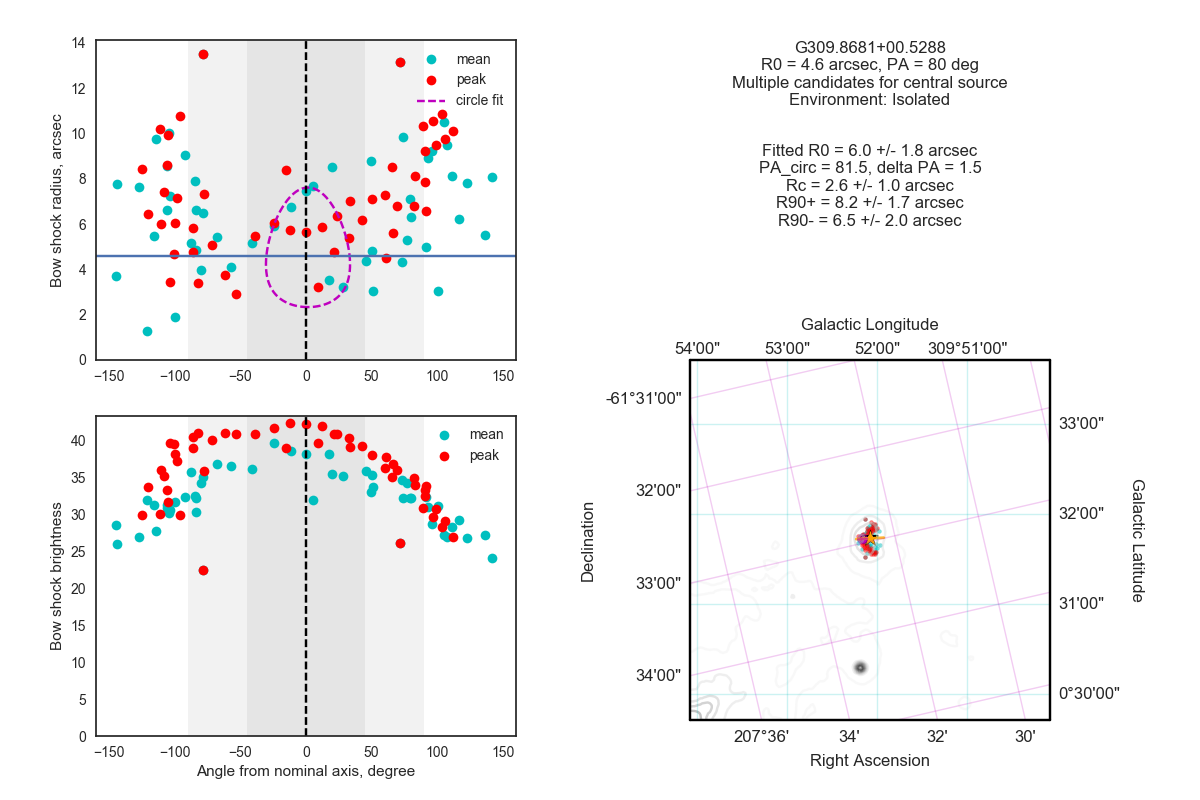 14
12
10
8
6
4
2
0
Bow shock radius, arcsec
mean
peak
circle fit
−150
−100
−50
0
50
100
150
40
35
30
25
20
15
10
5
0
Bow shock brightness
mean
peak
−150
−100
−50
0
50
100
150
Angle from nominal axis, degree
G309.8681+00.5288
R0 = 4.6 arcsec, PA = 80 deg
Multiple candidates for central source
Environment: Isolated
Fitted R0 = 6.0 +/- 1.8 arcsec
PA_circ = 81.5, delta PA = 1.5
Rc = 2.6 +/- 1.0 arcsec
R90+ = 8.2 +/- 1.7 arcsec
R90- = 6.5 +/- 2.0 arcsec
Galactic Longitude
54'00"
53'00"
52'00"
309°51'00"
-61°31'00"
32'00"
33'00"
34'00"
Declination
33'00"
32'00"
31'00"
0°30'00"
Galactic Latitude
207°36'
34'
32'
30'
Right Ascension